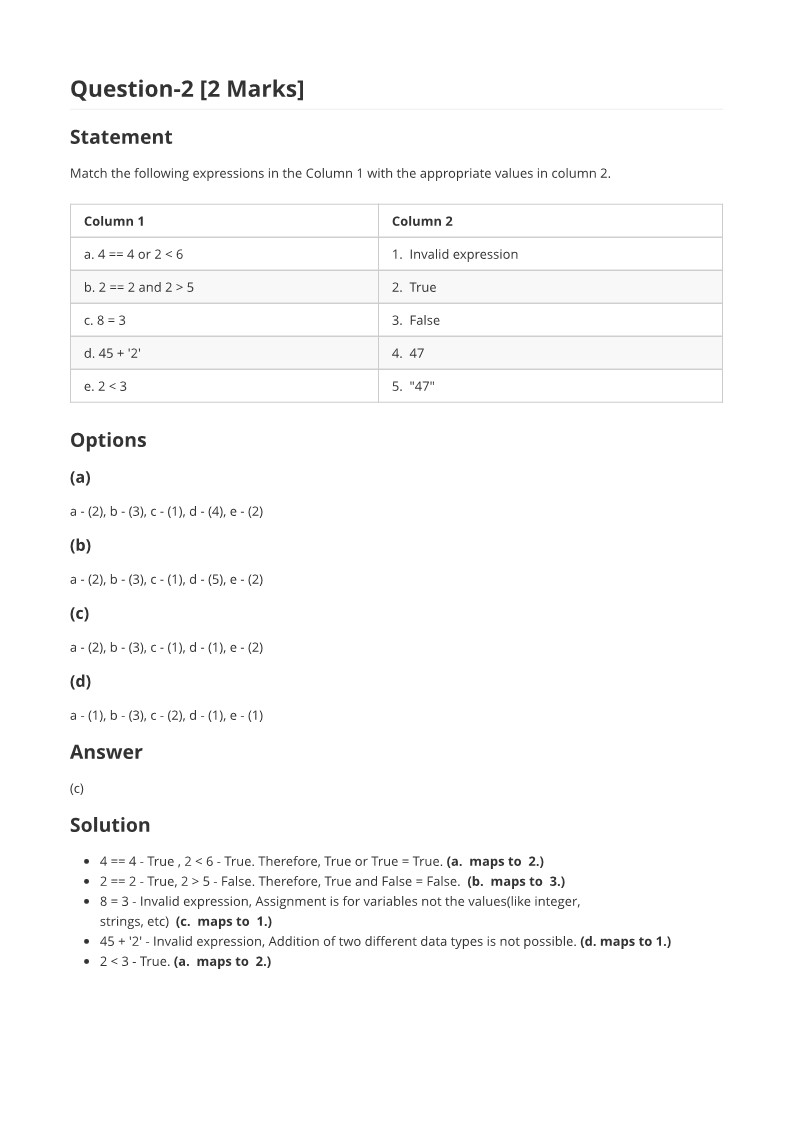 Question-2 [2 Marks]
Statement
Match the following expressions in the Column 1 with the appropriate values in column 2.
Column 1 Column 2
a. 4 == 4 or 2 < 6 1. Invalid expression
b. 2 == 2 and 2 > 5 2. True
c. 8 = 3 3. False
d. 45 + '2' 4. 47
e. 2 < 3 5. "47"
Options
(a)
a - (2), b - (3), c - (1), d - (4), e - (2)
(b)
a - (2), b - (3), c - (1), d - (5), e - (2)
(c)
a - (2), b - (3), c - (1), d - (1), e - (2)
(d)
a - (1), b - (3), c - (2), d - (1), e - (1)
Answer
(c)
Solution
• 4 == 4 - True , 2 < 6 - True. Therefore, True or True = True. (a. maps to 2.)
• 2 == 2 - True, 2 > 5 - False. Therefore, True and False = False. (b. maps to 3.)
• 8 = 3 - Invalid expression, Assignment is for variables not the values(like integer,
strings, etc) (c. maps to 1.)
• 45 + '2' - Invalid expression, Addition of two different data types is not possible. (d. maps to 1.)
• 2 < 3 - True. (a. maps to 2.)